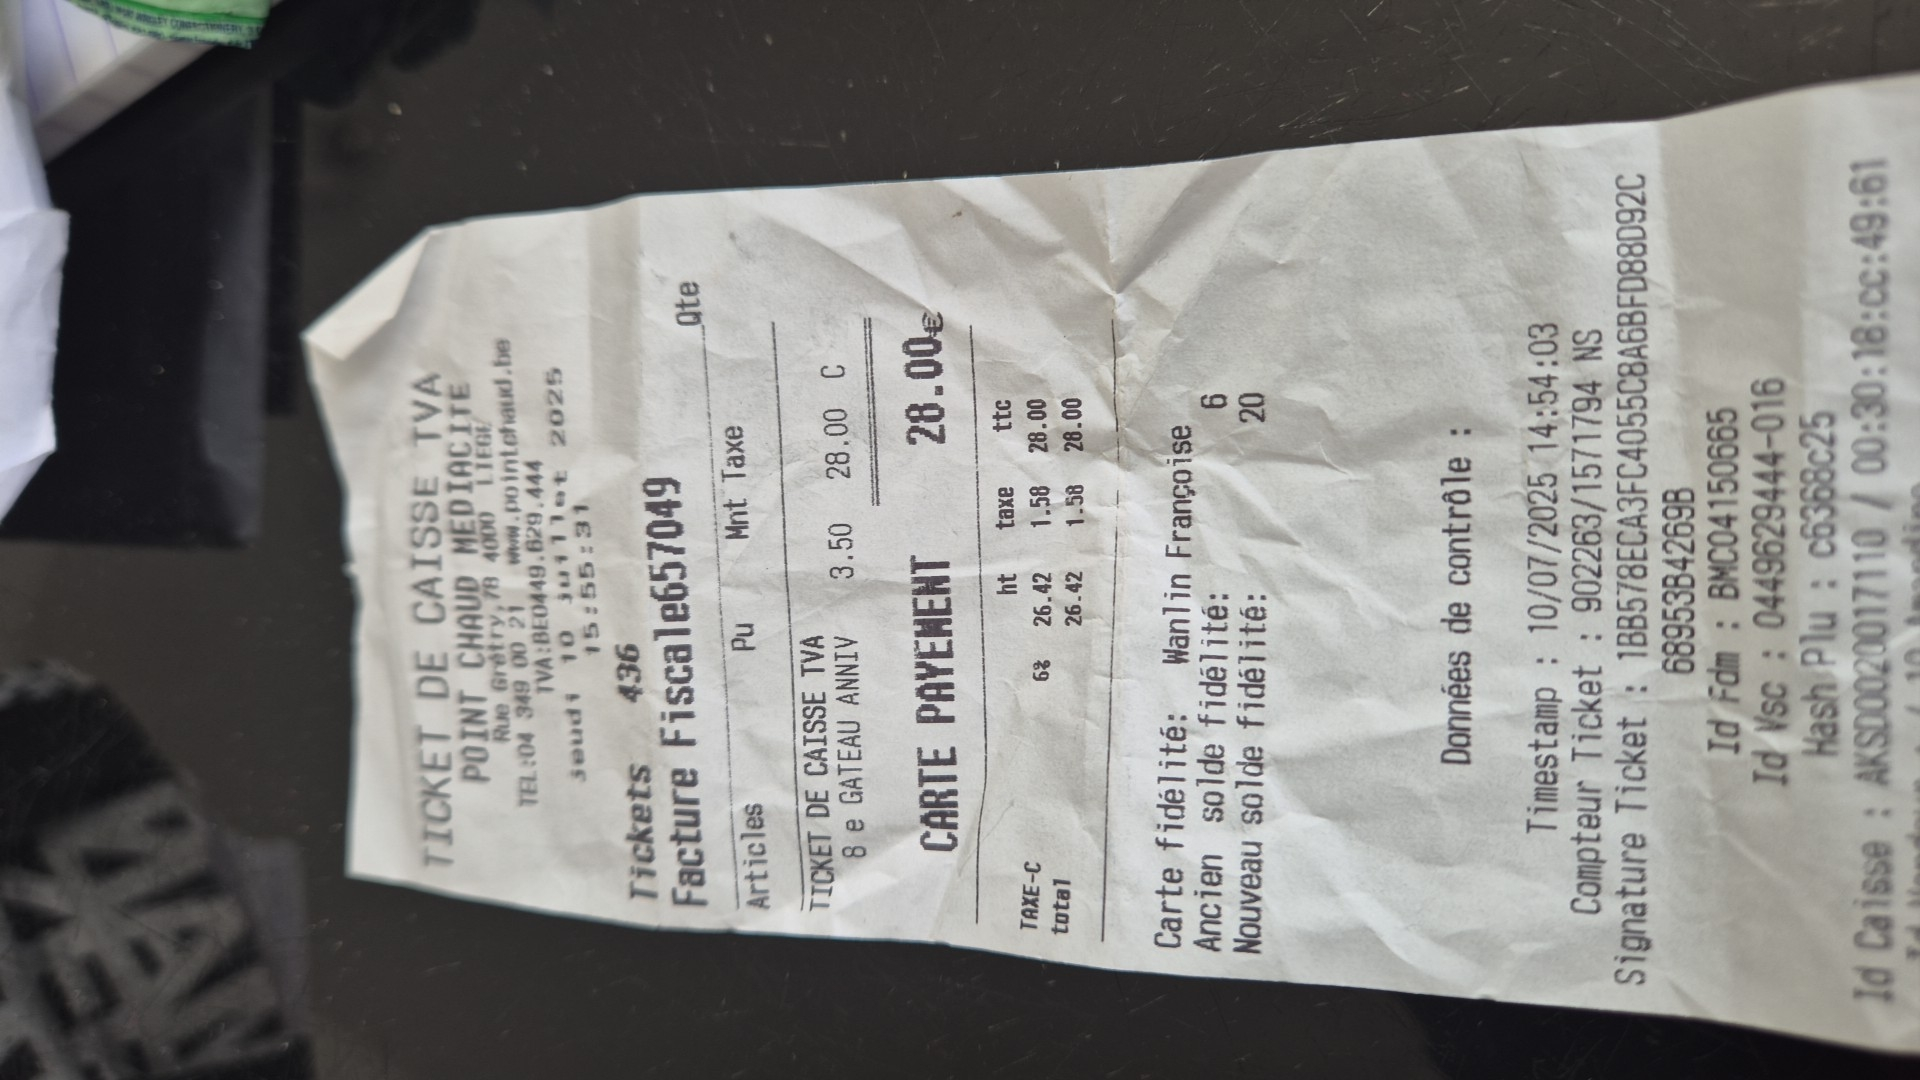 TICKET DE CAISSE TVA
POINT CHAUD MEDIACITE
Rue Grétry, 78 4000 LIEGE
TEL:04 349 00 21 www.pointchaud.be
TVA:BE0449.629.444
jeudi 10 juillet 2025
15:55:31
Tickets 436
Facture Fiscale657049
Articles Pu Mnt Taxe Qte
TICKET DE CAISSE TVA
8 e GATEAU ANNIV 3.50 28.00 C
CARTE PAYEMENT 28.00€
ht taxe ttc
TAXE-C 6% 26.42 1.58 28.00
total 26.42 1.58 28.00
Carte fidélité: Wanlin Françoise
Ancien solde fidélité: 6
Nouveau solde fidélité: 20
Données de contrôle :
Timestamp : 10/07/2025 14:54:03
Compteur Ticket : 902263/1571794 NS
Signature Ticket : 1BB578ECA3FC4055C8A6BFD88D92C
68953B4269B
Id Fdm : BMC04150665
Id Vsc : 0449629444-016
Hash Plu : c6368c25
Id Caisse : AKSD00020017110 / 00:30:18:cc:49:61